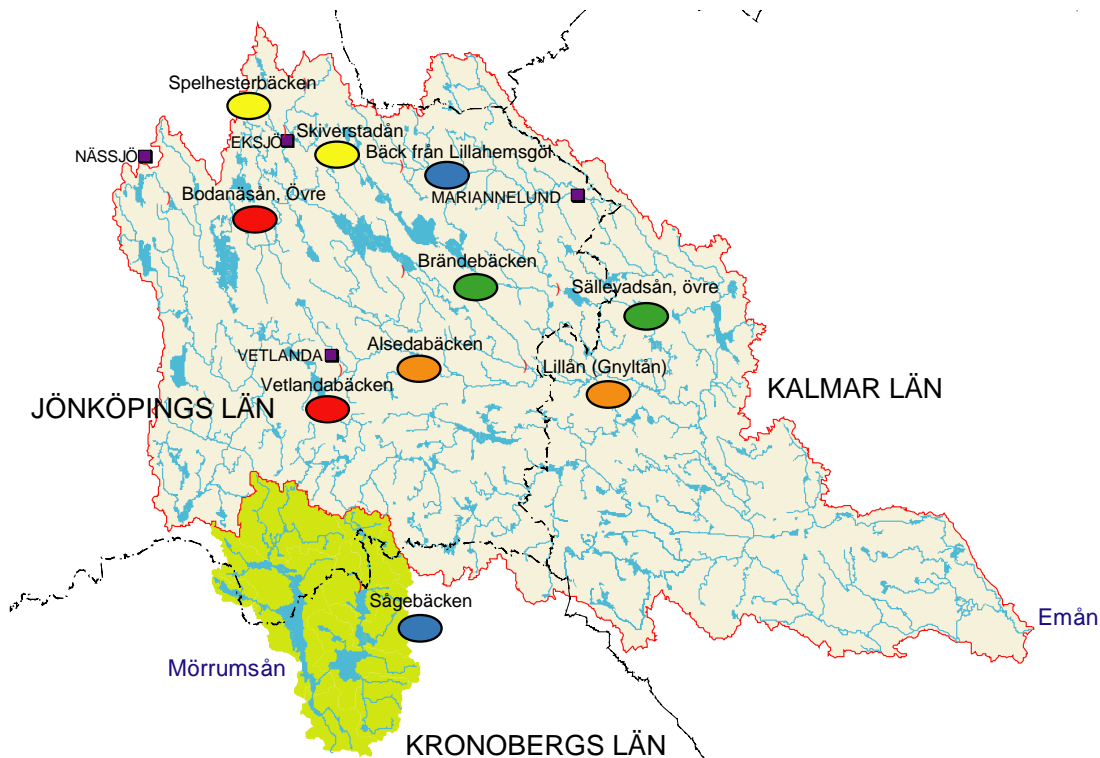 Spelhesterbäcken
Skiverstadån
EKSJÖ
Bäck från Lillahemsgöl
NÄSSJÖ
Bodanäsån, Övre
MARIANNELUND
Brändebäcken
Sällevadsån, övre
VETLANDA
Alsedabäcken
Lillån (Gnyltån)
Vetlandabäcken
KALMAR LÄN
JÖNKÖPINGS LÄN
Sågebäcken
Emån
Mörrumsån
KRONOBERGS LÄN